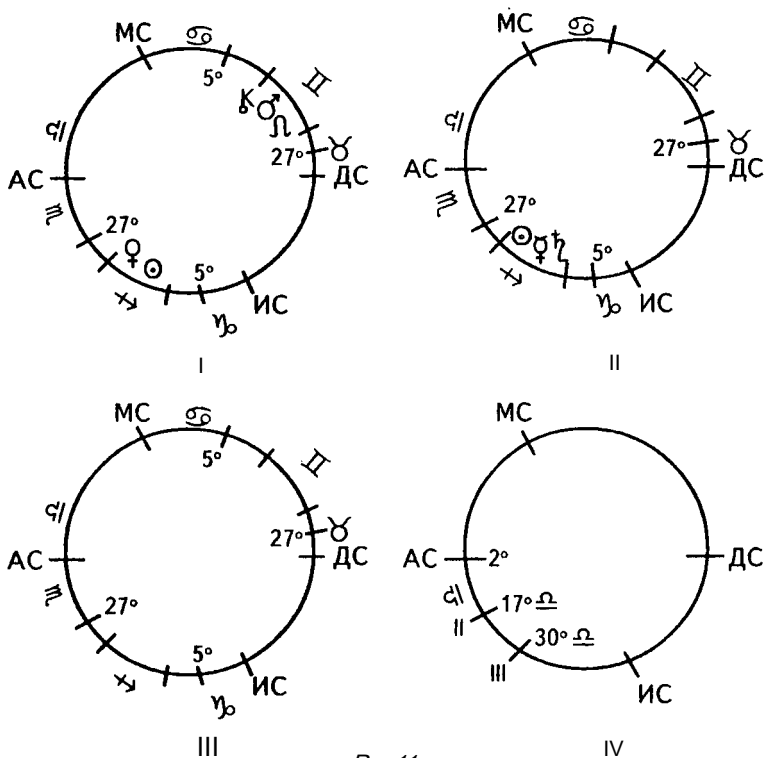 МС ♋ МС ♋
5° ♊ ♊
⚷ ♂ ☊
♍ 27° ♉ ♍ 27° ♉
АС ДС АС ДС
♏ 27° ♏ 27°
♀ ☉ 5° ☉ ☿ ♄ 5°
♐ ♑ ИС ♐ ♑ ИС
I II
МС ♋ МС
5° ♊
♍ 27° ♉
АС ДС АС 2° ДС
♏ 27° ♍ 17° ♎
II
30° ♎
5° III
♐ ♑ ИС ИС
III IV